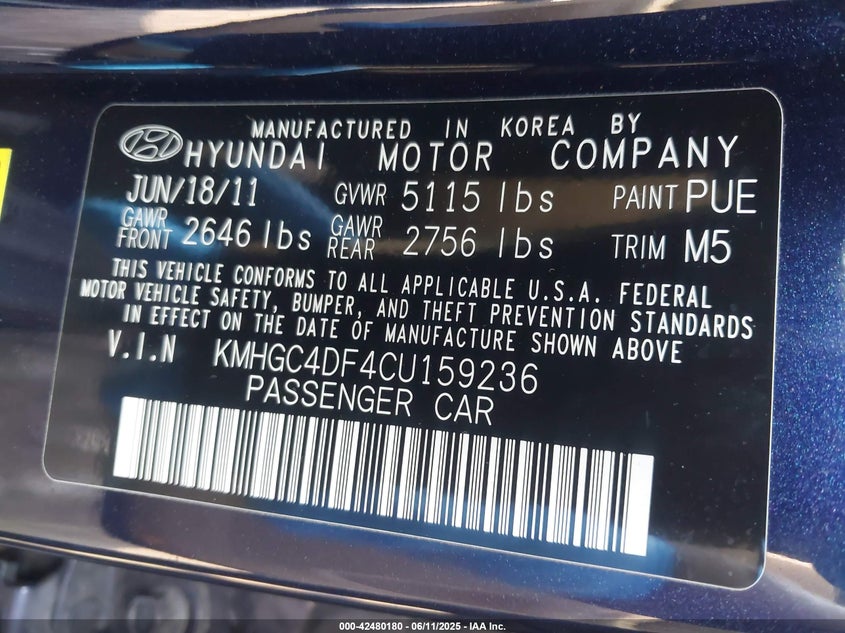 MANUFACTURED IN KOREA BY
HYUNDAI MOTOR COMPANY
JUN/18/11 GVWR 5115 lbs PAINT PUE
GAWR FRONT 2646 lbs GAWR REAR 2756 lbs TRIM M5
THIS VEHICLE CONFORMS TO ALL APPLICABLE U.S.A. FEDERAL
MOTOR VEHICLE SAFETY, BUMPER, AND THEFT PREVENTION STANDARDS
IN EFFECT ON THE DATE OF MANUFACTURE SHOWN ABOVE
V.I.N KMHGC4DF4CU159236
PASSENGER CAR
000-42480180 - 06/11/2025 - IAA Inc.